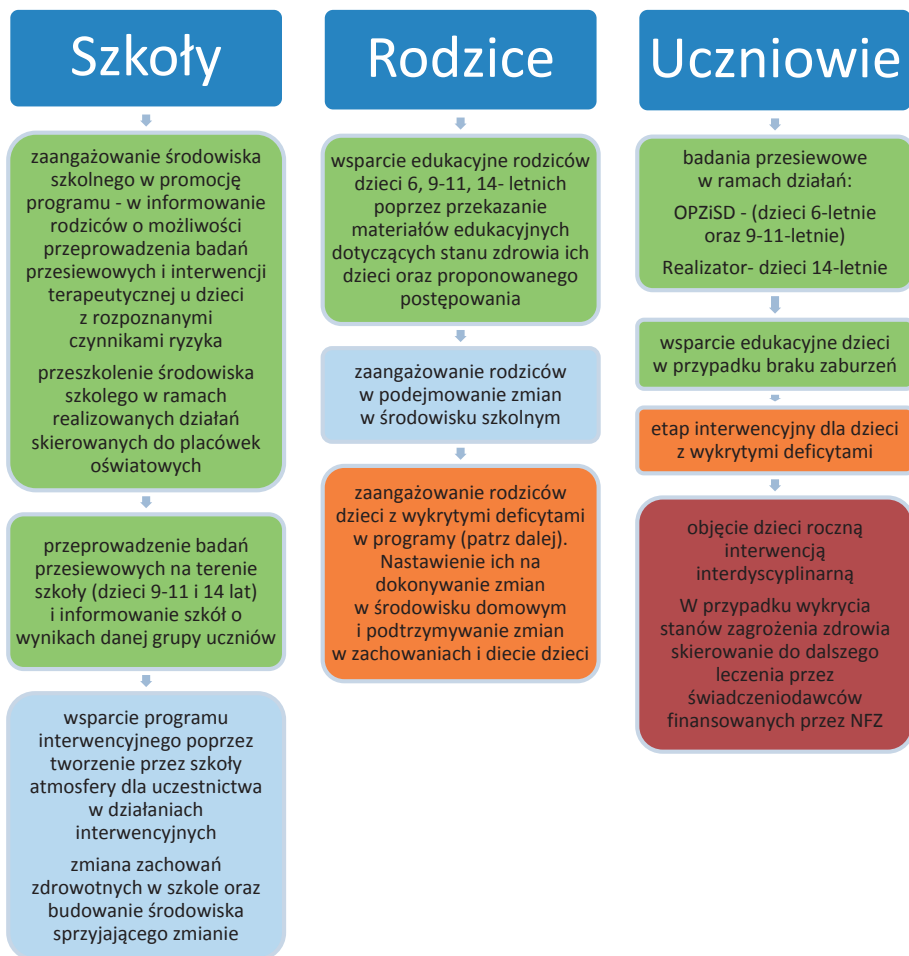 Szkoły
zaangażowanie środowiska
szkolnego w promocję
programu - w informowanie
rodziców o możliwości
przeprowadzenia badań
przesiewowych i interwencji
terapeutycznej u dzieci
z rozpoznanymi
czynnikami ryzyka
przeszkolenie środowiska
szkolego w ramach
realizowanych działań
skierowanych do placówek
oświatowych
przeprowadzenie badań
przesiewowych na terenie
szkoły (dzieci 9-11 i 14 lat)
i informowanie szkół o
wynikach danej grupy uczniów
wsparcie programu
interwencyjnego poprzez
tworzenie przez szkoły
atmosfery dla uczestnictwa
w działaniach
interwencyjnych
zmiana zachowań
zdrowotnych w szkole oraz
budowanie środowiska
sprzyjającego zmianie
Rodzice
wsparcie edukacyjne rodziców
dzieci 6, 9-11, 14- letnich
poprzez przekazanie
materiałów edukacyjnych
dotyczących stanu zdrowia ich
dzieci oraz proponowanego
postępowania
zaangażowanie rodziców
w podejmowanie zmian
w środowisku szkolnym
zaangażowanie rodziców
dzieci z wykrytymi deficytami
w programy (patrz dalej).
Nastawienie ich na
dokonywanie zmian
w środowisku domowym
i podtrzymywanie zmian
w zachowaniach i diecie dzieci
Uczniowie
badania przesiewowe
w ramach działań:
OPZiSD - (dzieci 6-letnie
oraz 9-11-letnie)
Realizator- dzieci 14-letnie
wsparcie edukacyjne dzieci
w przypadku braku zaburzeń
etap interwencyjny dla dzieci
z wykrytymi deficytami
objęcie dzieci roczną
interwencją
interdyscyplinarną
W przypadku wykrycia
stanów zagrożenia zdrowia
skierowanie do dalszego
leczenia przez
świadczeniodawców
finansowanych przez NFZ